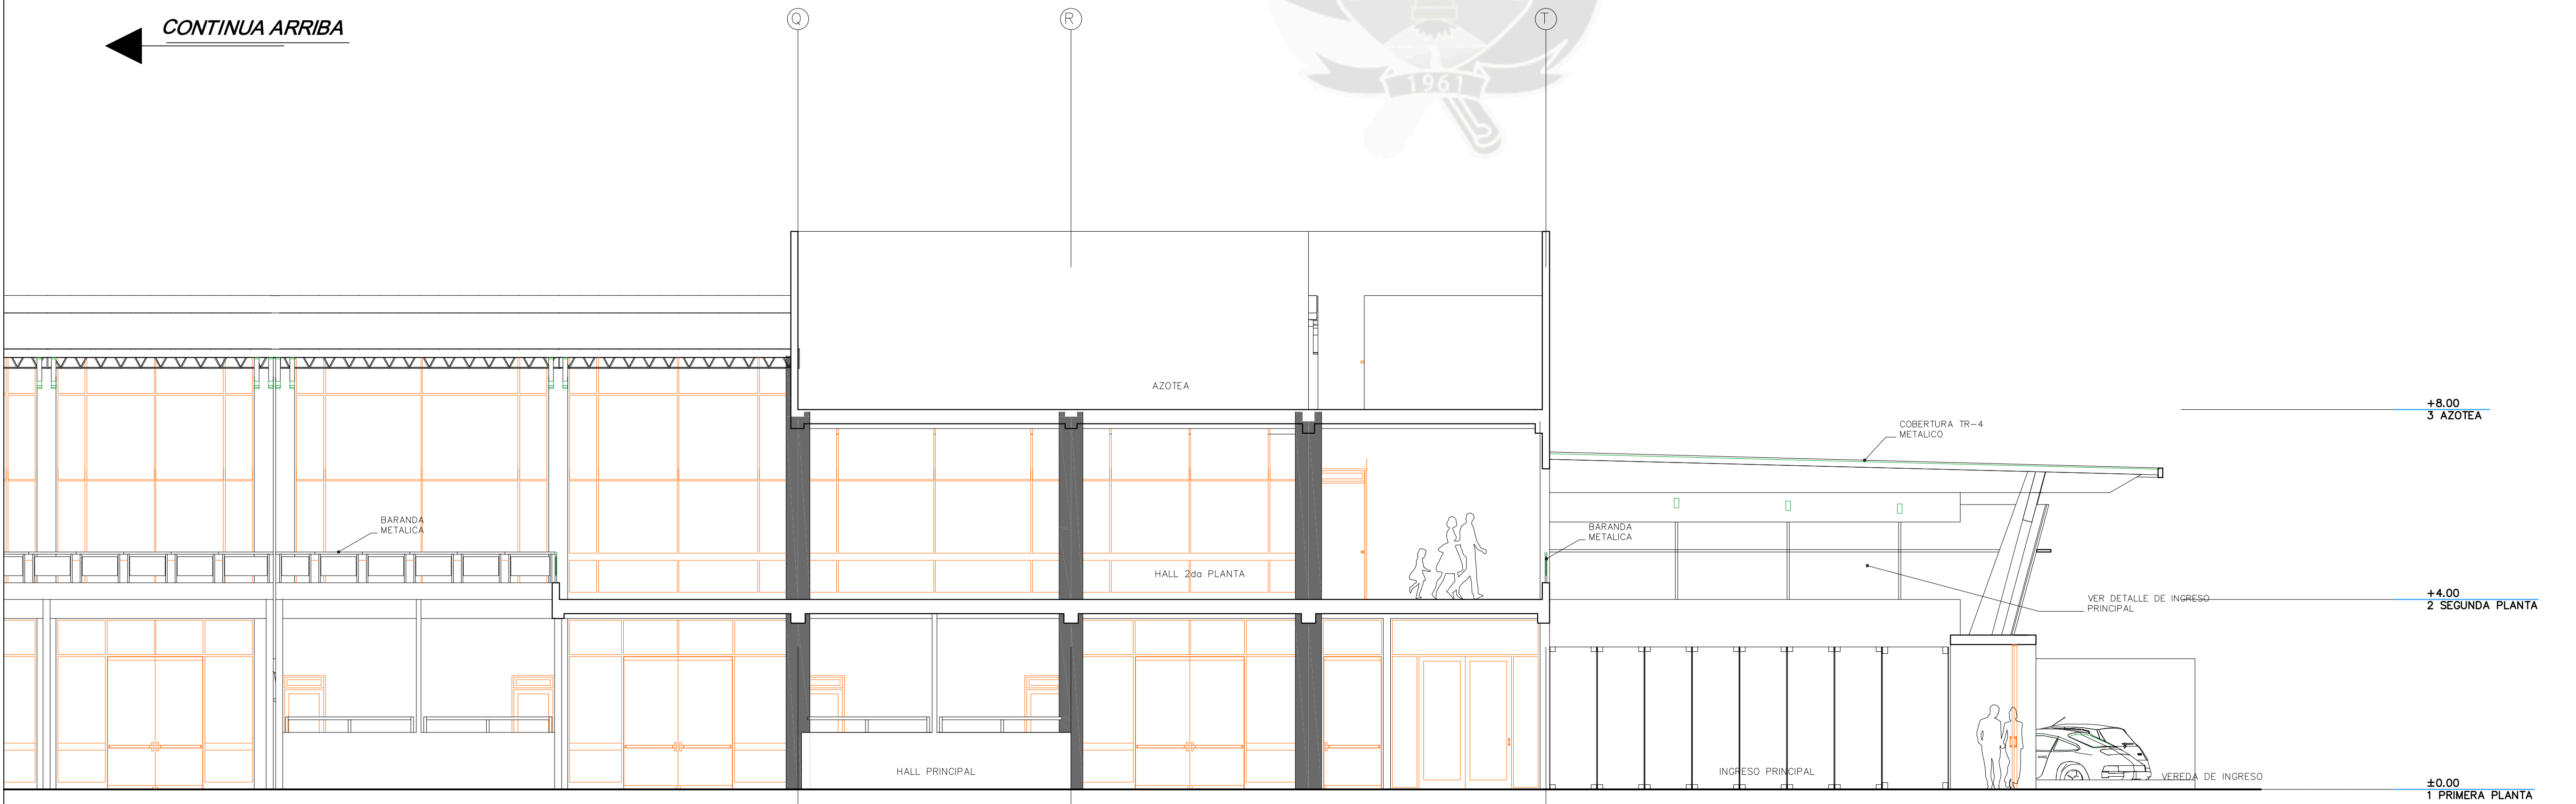 CONTINUA ARRIBA
Q
R
T
1961
AZOTEA
+8.00
3 AZOTEA
COBERTURA TR-4
METALICO
BARANDA
METALICA
BARANDA
METALICA
HALL 2da PLANTA
VER DETALLE DE INGRESO
PRINCIPAL
+4.00
2 SEGUNDA PLANTA
HALL PRINCIPAL
INGRESO PRINCIPAL
VEREDA DE INGRESO
±0.00
1 PRIMERA PLANTA